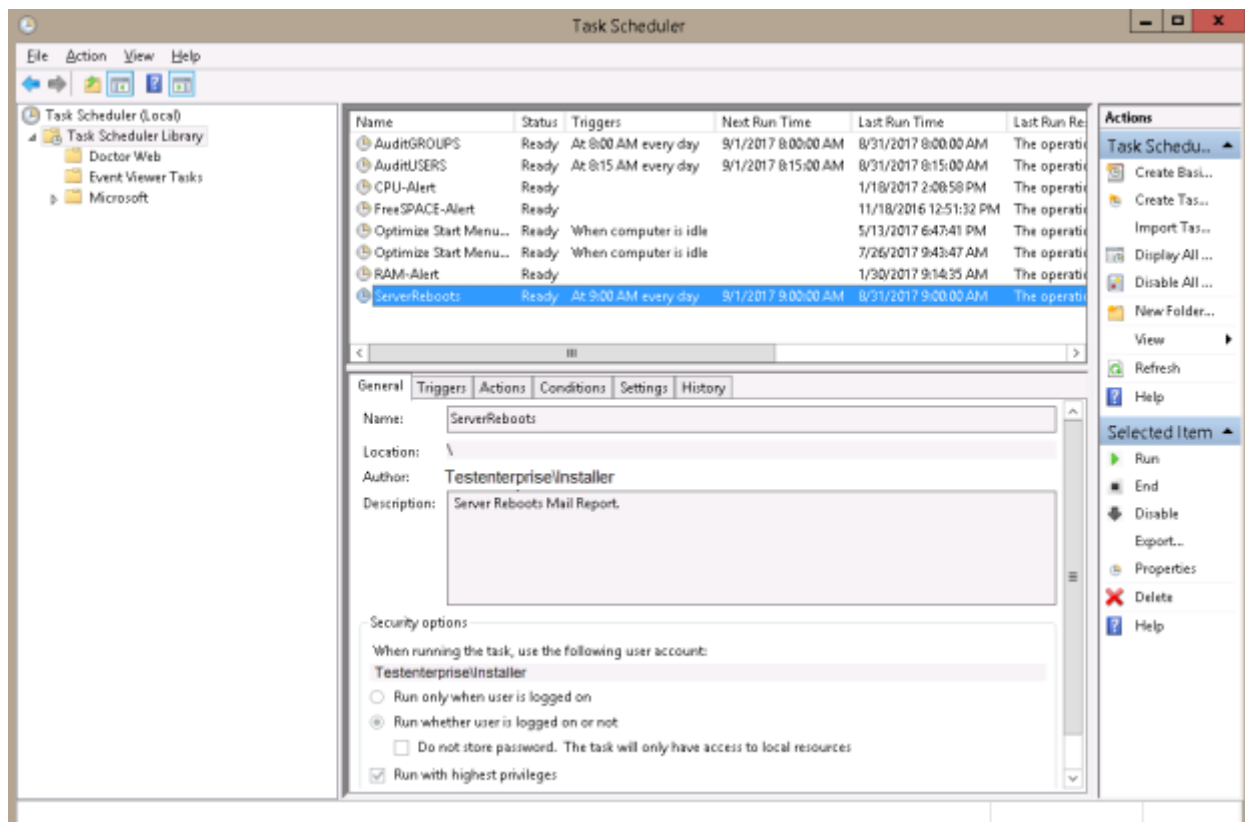 Task Scheduler
File Action View Help
Task Scheduler (Local)
Task Scheduler Library
Doctor Web
Event Viewer Tasks
Microsoft
Name Status Triggers Next Run Time Last Run Time Last Run Re
AuditGROUPS Ready At 8:00 AM every day 9/1/2017 8:00:00 AM 8/31/2017 8:00:00 AM The operatic
AuditUSERS Ready At 8:15 AM every day 9/1/2017 8:15:00 AM 8/31/2017 8:15:00 AM The operatic
CPU-Alert Ready 1/18/2017 2:08:58 PM The operatic
FreeSPACE-Alert Ready 11/18/2016 12:51:32 PM The operatic
Optimize Start Menu... Ready When computer is idle 5/13/2017 6:47:41 PM The operatic
Optimize Start Menu... Ready When computer is idle 7/26/2017 9:43:47 AM The operatic
RAM-Alert Ready 1/30/2017 9:14:35 AM The operatic
ServerReboots Ready At 9:00 AM every day 9/1/2017 9:00:00 AM 8/31/2017 9:00:00 AM The operatic
General Triggers Actions Conditions Settings History
Name: ServerReboots
Location: \
Author: Testenterprise\Installer
Description: Server Reboots Mail Report.
Security options
When running the task, use the following user account:
Testenterprise\Installer
Run only when user is logged on
Run whether user is logged on or not
Do not store password. The task will only have access to local resources
Run with highest privileges
Actions
Task Schedu...
Create Basi...
Create Tas...
Import Tas...
Display All ...
Disable All ...
New Folder...
View
Refresh
Help
Selected Item
Run
End
Disable
Export...
Properties
Delete
Help